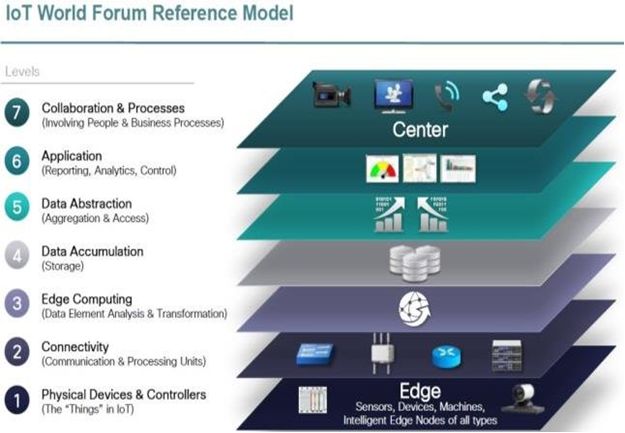 IoT World Forum Reference Model
Levels
7
Collaboration & Processes
(Involving People & Business Processes)
6
Application
(Reporting, Analytics, Control)
5
Data Abstraction
(Aggregation & Access)
4
Data Accumulation
(Storage)
3
Edge Computing
(Data Element Analysis & Transformation)
2
Connectivity
(Communication & Processing Units)
1
Physical Devices & Controllers
(The "Things" in IoT)
Center
Edge
Sensors, Devices, Machines,
Intelligent Edge Nodes of all types